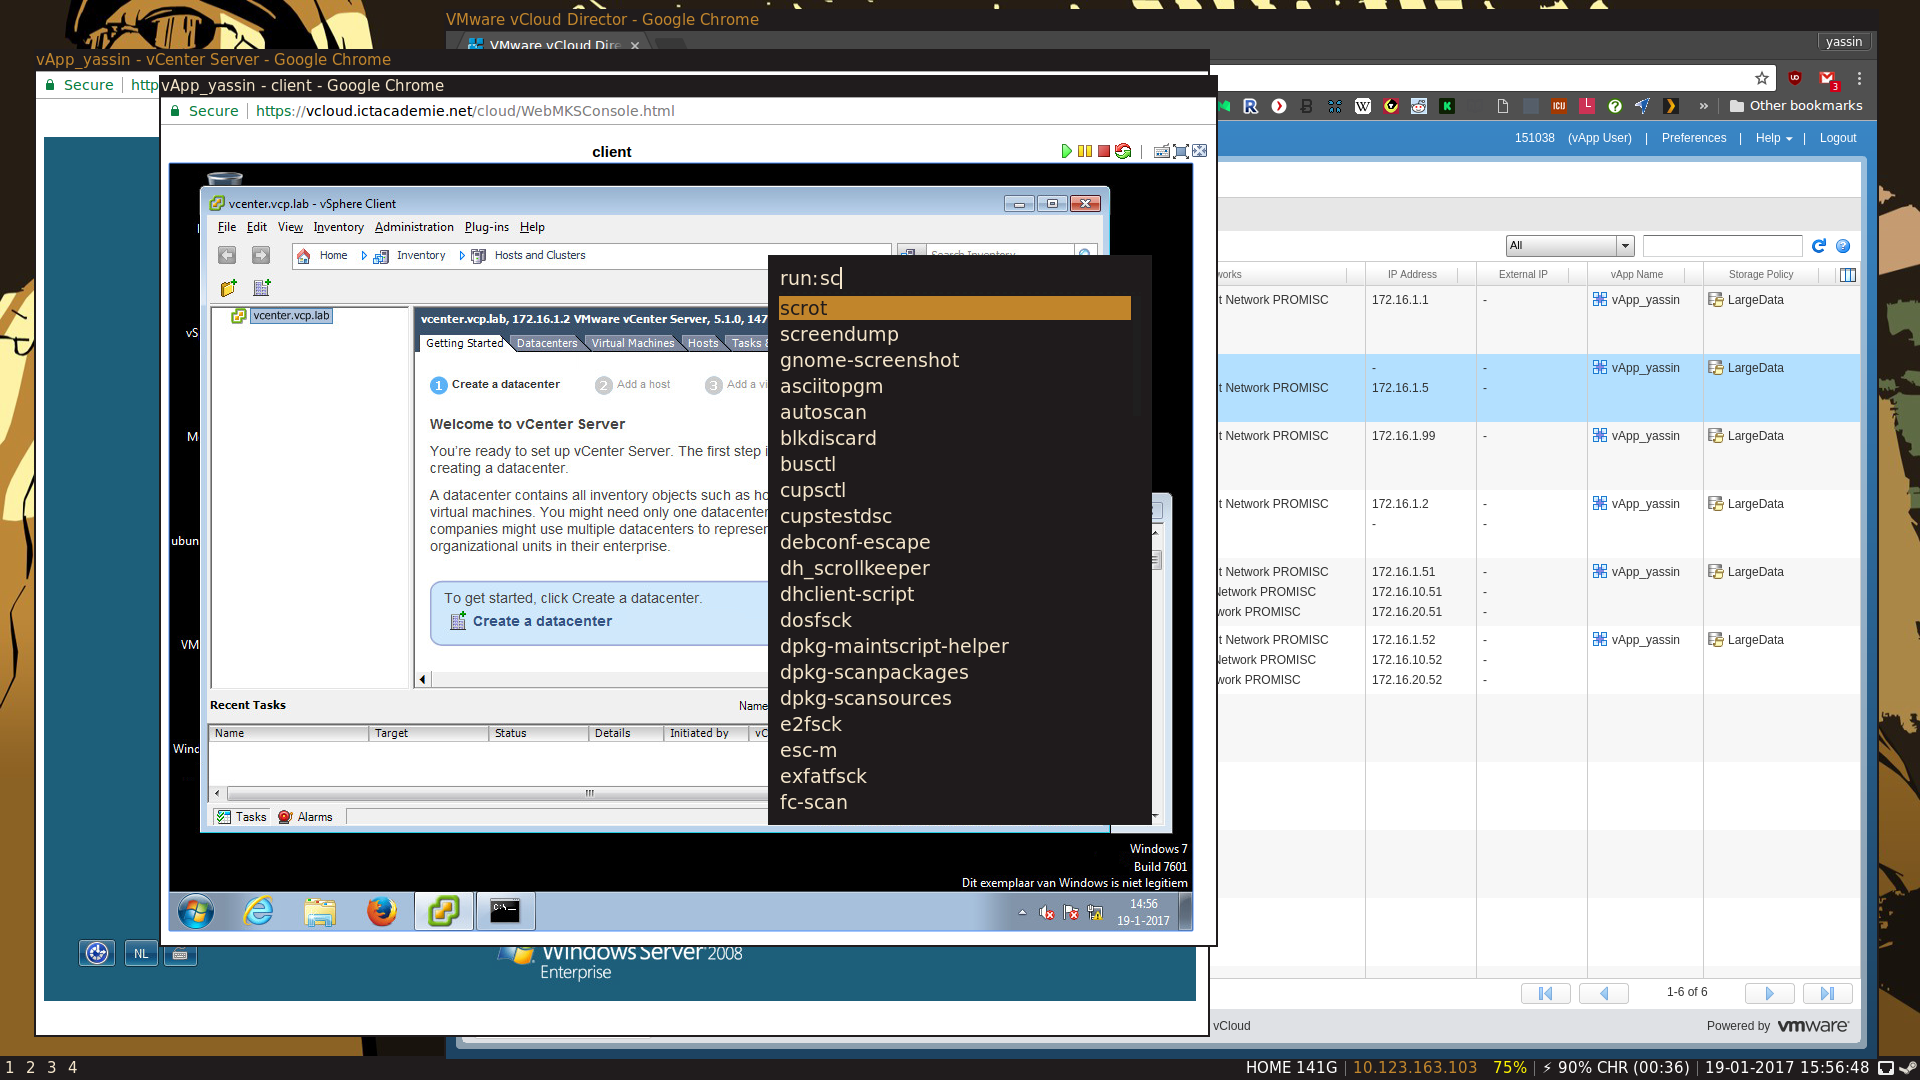 VMware vCloud Director - Google Chrome
VMware vCloud Dire
yassin
vApp_yassin - vCenter Server - Google Chrome
Secure
http
vApp_yassin - client - Google Chrome
Secure
https://vcloud.ictacademie.net/cloud/WebMKSConsole.html
Other bookmarks
151038 (vApp User) | Preferences | Help | Logout
client
vcenter.vcp.lab - vSphere Client
File Edit View Inventory Administration Plug-ins Help
Home Inventory Hosts and Clusters
Search Inventory
vcenter.vcp.lab
vcenter.vcp.lab, 172.16.1.2 VMware vCenter Server, 5.1.0, 147
Getting Started Datacenters Virtual Machines Hosts Tasks &
1 Create a datacenter 2 Add a host 3 Add a vi
Welcome to vCenter Server
You're ready to set up vCenter Server. The first step i
creating a datacenter.
A datacenter contains all inventory objects such as ho
virtual machines. You might need only one datacenter
companies might use multiple datacenters to represer
organizational units in their enterprise.
To get started, click Create a datacenter.
Create a datacenter
Recent Tasks
Name
Name Target Status Details Initiated by vC
Tasks Alarms
run:sc
scrot
screendump
gnome-screenshot
asciitopgm
autoscan
blkdiscard
busctl
cupsctl
cupstestdsc
debconf-escape
dh_scrollkeeper
dhclient-script
dosfsck
dpkg-maintscript-helper
dpkg-scanpackages
dpkg-scansources
e2fsck
esc-m
exfatfsck
fc-scan
vS
M
ubun
VM
Wind
Windows 7
Build 7601
Dit exemplaar van Windows is niet legitiem
14:56
19-1-2017
NL
Windows Server 2008
Enterprise
All
works IP Address External IP vApp Name Storage Policy
t Network PROMISC 172.16.1.1 - vApp_yassin LargeData
- - vApp_yassin LargeData
t Network PROMISC 172.16.1.5 -
t Network PROMISC 172.16.1.99 - vApp_yassin LargeData
t Network PROMISC 172.16.1.2 - vApp_yassin LargeData
- -
t Network PROMISC 172.16.1.51 - vApp_yassin LargeData
Network PROMISC 172.16.10.51 -
work PROMISC 172.16.20.51 -
t Network PROMISC 172.16.1.52 - vApp_yassin LargeData
Network PROMISC 172.16.10.52 -
work PROMISC 172.16.20.52 -
1-6 of 6
vCloud
Powered by vmware
1 2 3 4
HOME 141G | 10.123.163.103 75% | ⚡ 90% CHR (00:36) | 19-01-2017 15:56:48